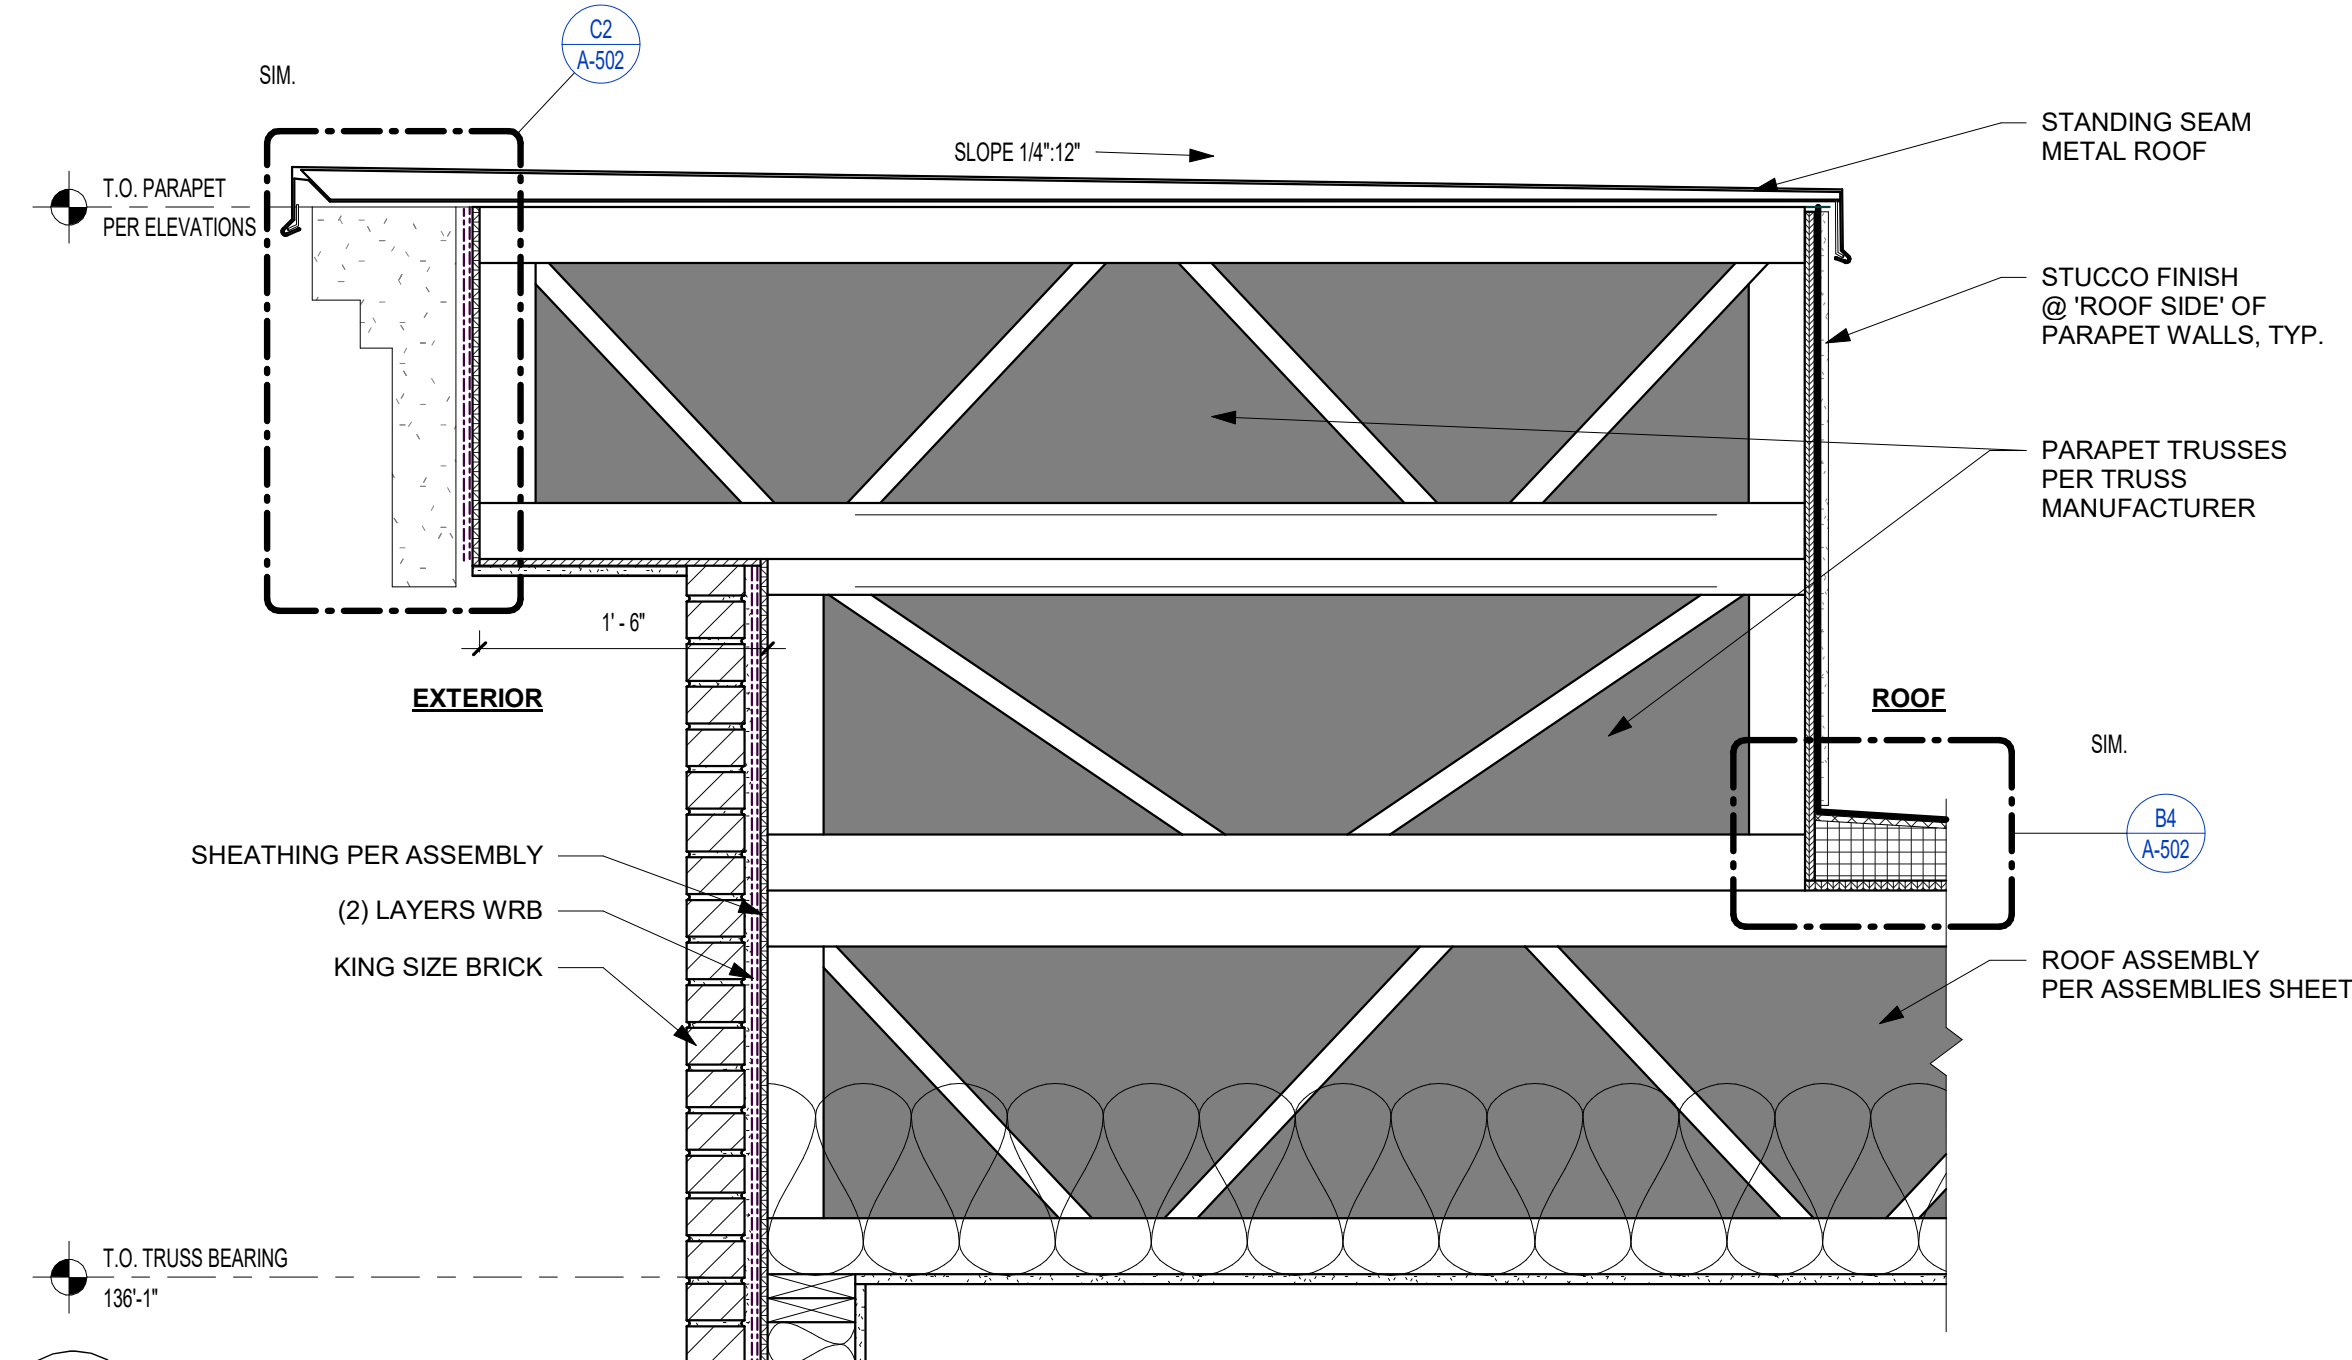 C2
A-502
SIM.
SLOPE 1/4":12"
STANDING SEAM
METAL ROOF
T.O. PARAPET
PER ELEVATIONS
STUCCO FINISH
@ 'ROOF SIDE' OF
PARAPET WALLS, TYP.
PARAPET TRUSSES
PER TRUSS
MANUFACTURER
1' - 6"
EXTERIOR
ROOF
SIM.
B4
A-502
SHEATHING PER ASSEMBLY
(2) LAYERS WRB
KING SIZE BRICK
ROOF ASSEMBLY
PER ASSEMBLIES SHEET
T.O. TRUSS BEARING
136'-1"